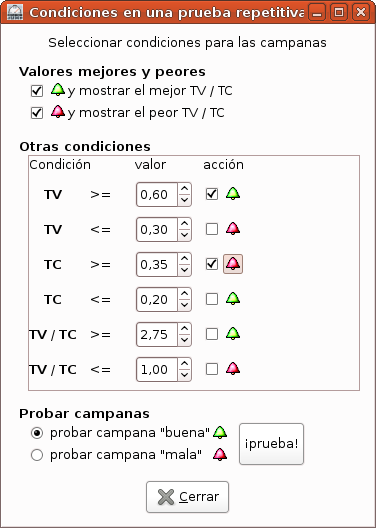 Condiciones en una prueba repetitiva
Seleccionar condiciones para las campanas
Valores mejores y peores
y mostrar el mejor TV / TC
y mostrar el peor TV / TC
Otras condiciones
Condición valor acción
TV >= 0,60
TV <= 0,30
TC >= 0,35
TC <= 0,20
TV / TC >= 2,75
TV / TC <= 1,00
Probar campanas
probar campana "buena"
probar campana "mala"
¡prueba!
Cerrar